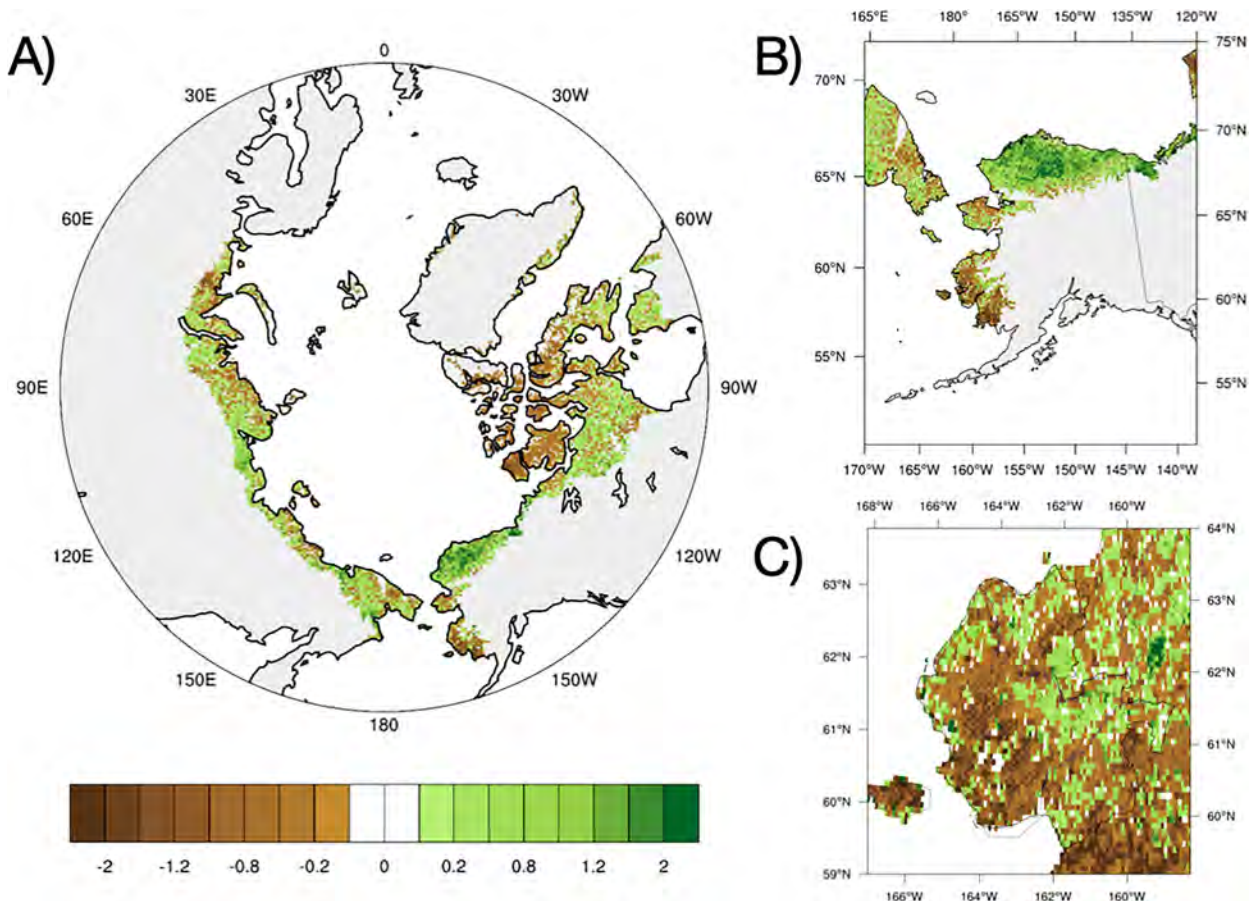 A)
0
30E
30W
60E
60W
90E
90W
120E
120W
150E
150W
180
-2 -1.2 -0.8 -0.2 0 0.2 0.8 1.2 2
B)
165°E 180° 165°W 150°W 135°W 120°W
75°N
70°N
70°N
65°N
65°N
60°N
60°N
55°N
55°N
170°W 165°W 160°W 155°W 150°W 145°W 140°W
C)
168°W 166°W 164°W 162°W 160°W
64°N
63°N
63°N
62°N
62°N
61°N
61°N
60°N
60°N
59°N
166°W 164°W 162°W 160°W